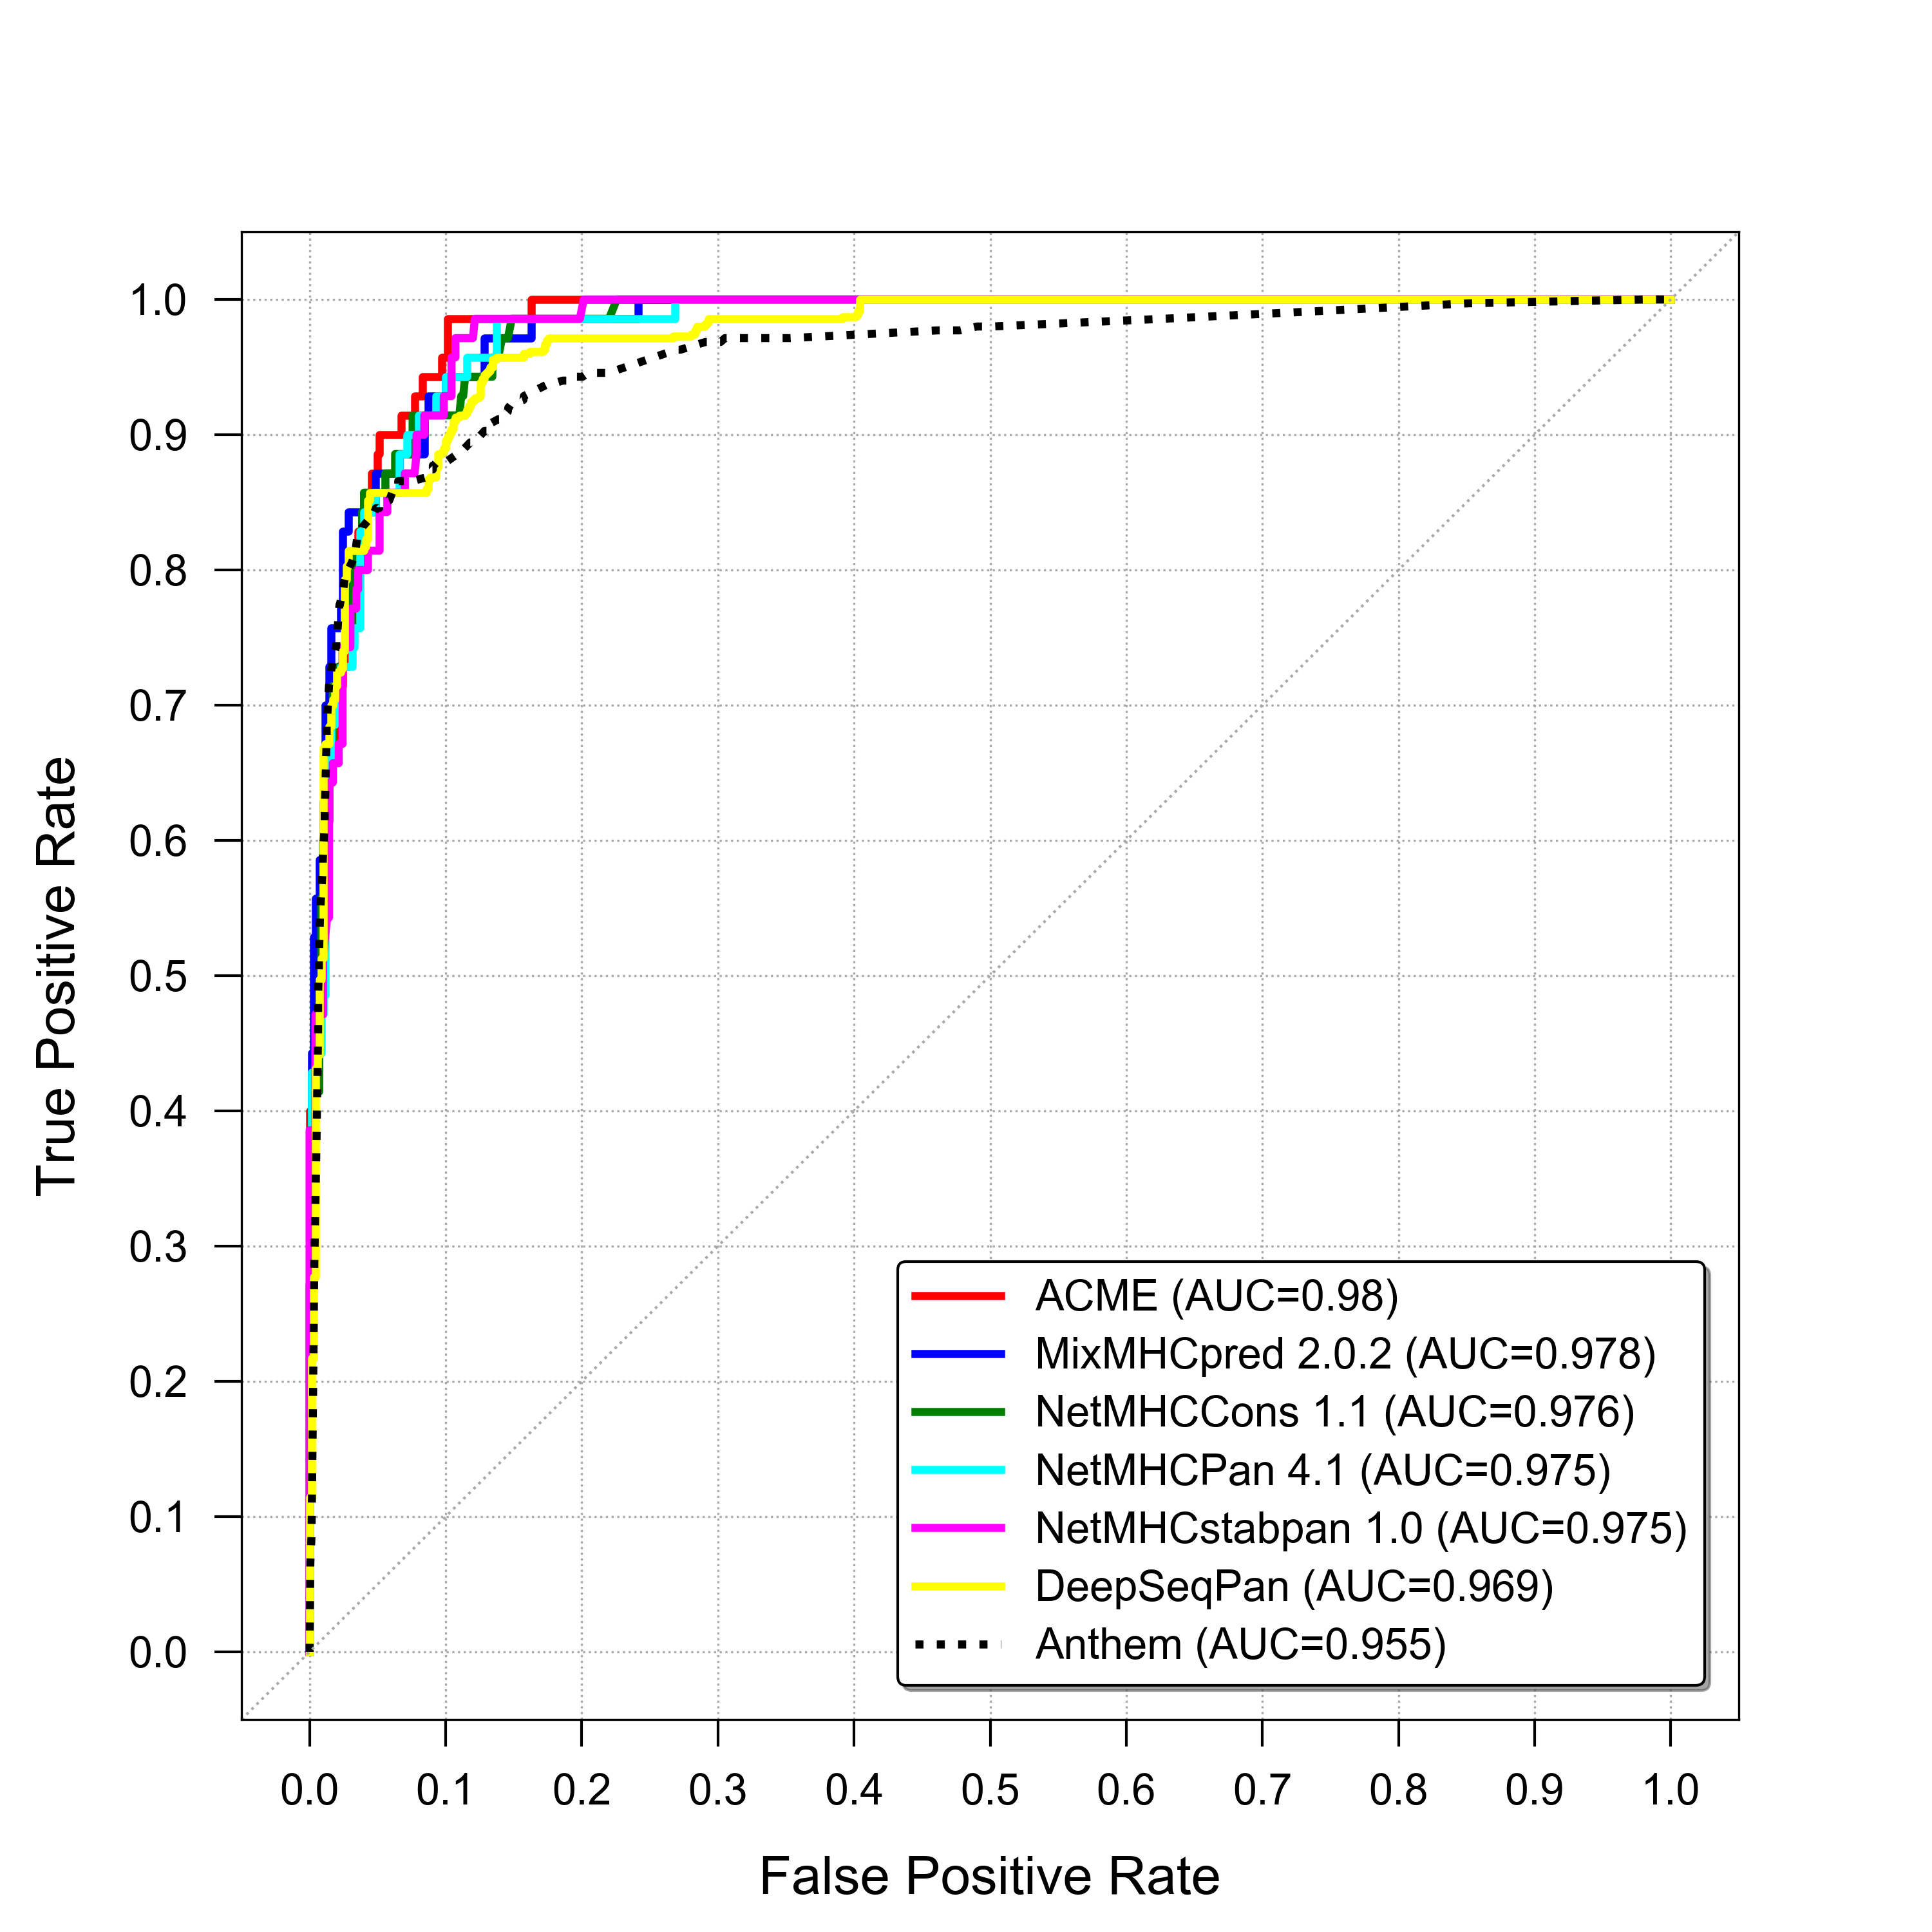 1.0
0.9
0.8
0.7
0.6
0.5
0.4
0.3
0.2
0.1
0.0
True Positive Rate
ACME (AUC=0.98)
MixMHCpred 2.0.2 (AUC=0.978)
NetMHCCons 1.1 (AUC=0.976)
NetMHCPan 4.1 (AUC=0.975)
NetMHCstabpan 1.0 (AUC=0.975)
DeepSeqPan (AUC=0.969)
Anthem (AUC=0.955)
0.0 0.1 0.2 0.3 0.4 0.5 0.6 0.7 0.8 0.9 1.0
False Positive Rate